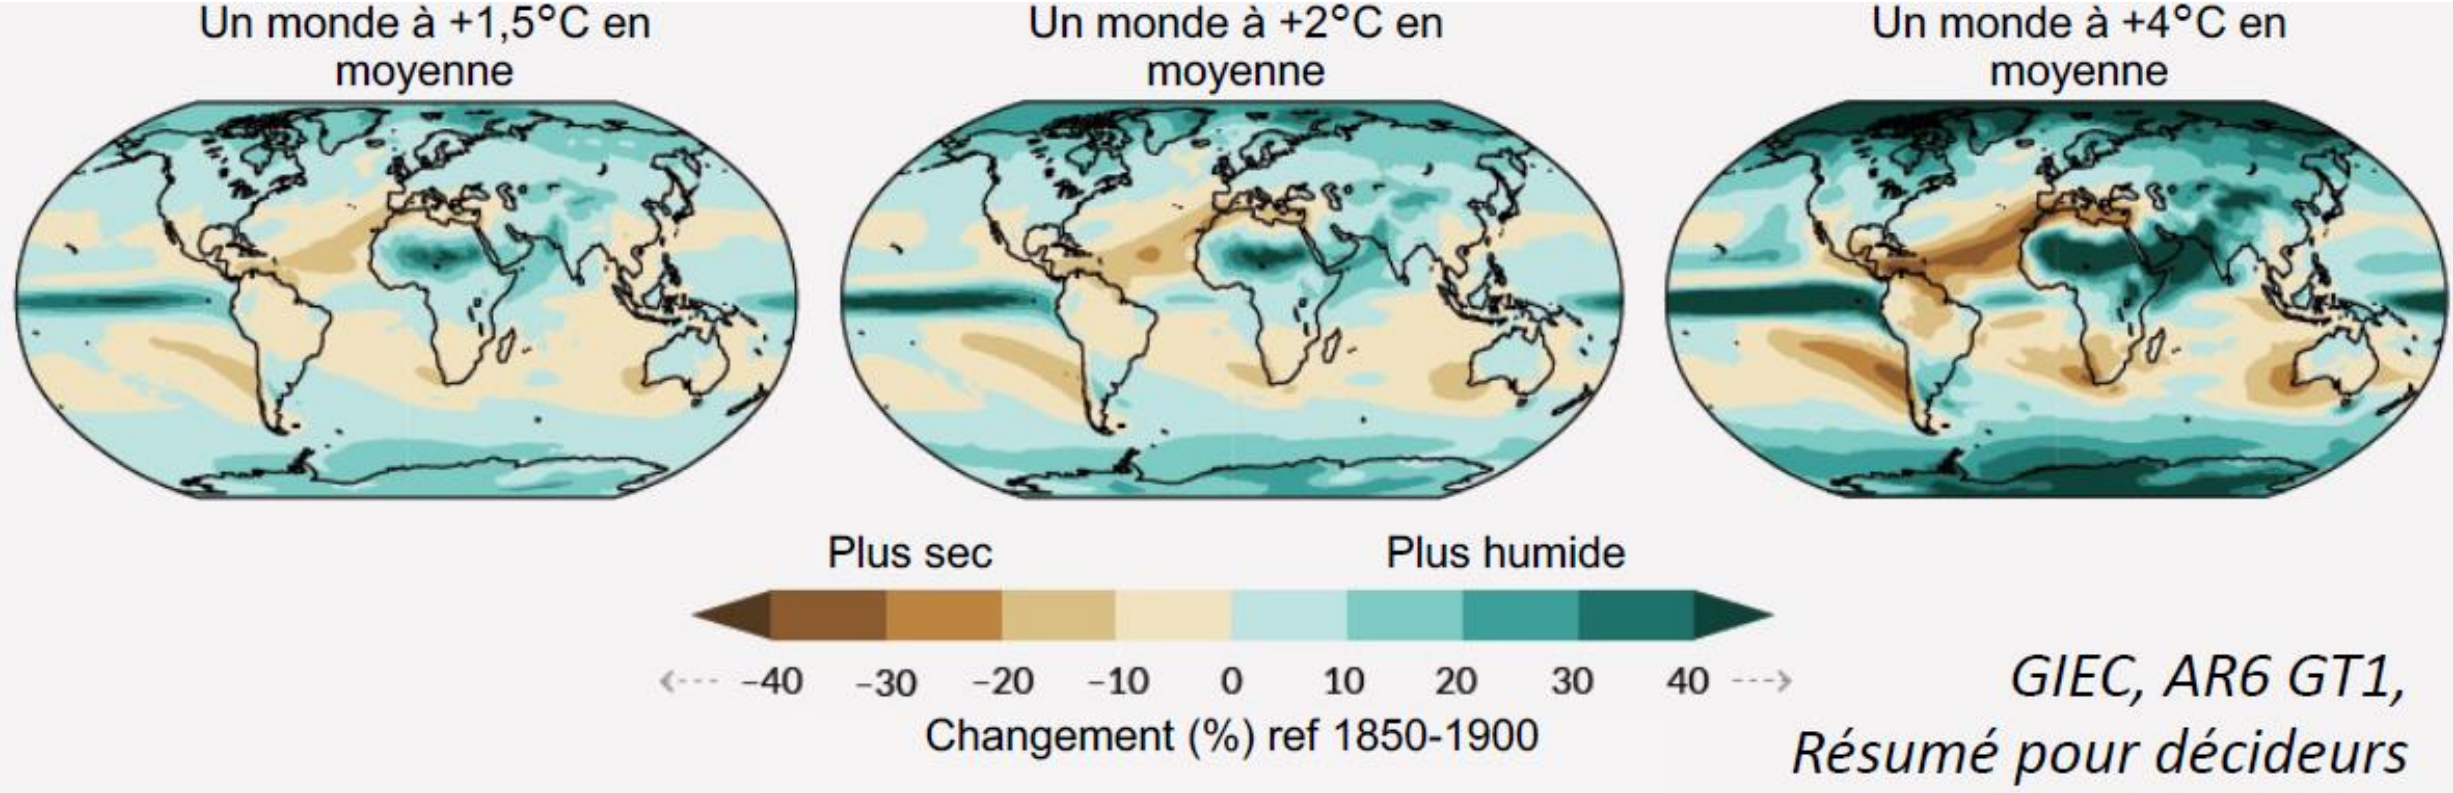 Un monde à +1,5°C en
moyenne
Un monde à +2°C en
moyenne
Un monde à +4°C en
moyenne
Plus sec
Plus humide
−40 −30 −20 −10 0 10 20 30 40
Changement (%) ref 1850-1900
GIEC, AR6 GT1,
Résumé pour décideurs